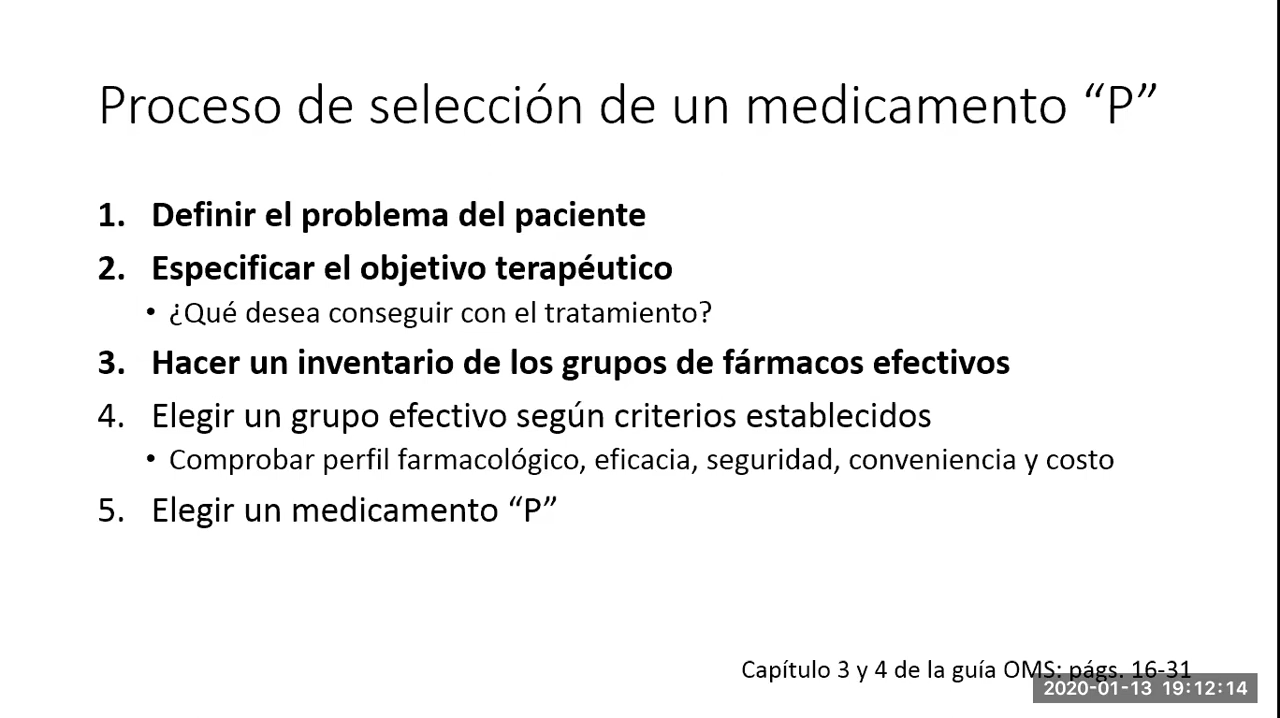 Proceso de selección de un medicamento “P”
1. Definir el problema del paciente
2. Especificar el objetivo terapéutico
• ¿Qué desea conseguir con el tratamiento?
3. Hacer un inventario de los grupos de fármacos efectivos
4. Elegir un grupo efectivo según criterios establecidos
• Comprobar perfil farmacológico, eficacia, seguridad, conveniencia y costo
5. Elegir un medicamento “P”
Capítulo 3 y 4 de la guía OMS: págs. 16-31
2020-01-13 19:12:14